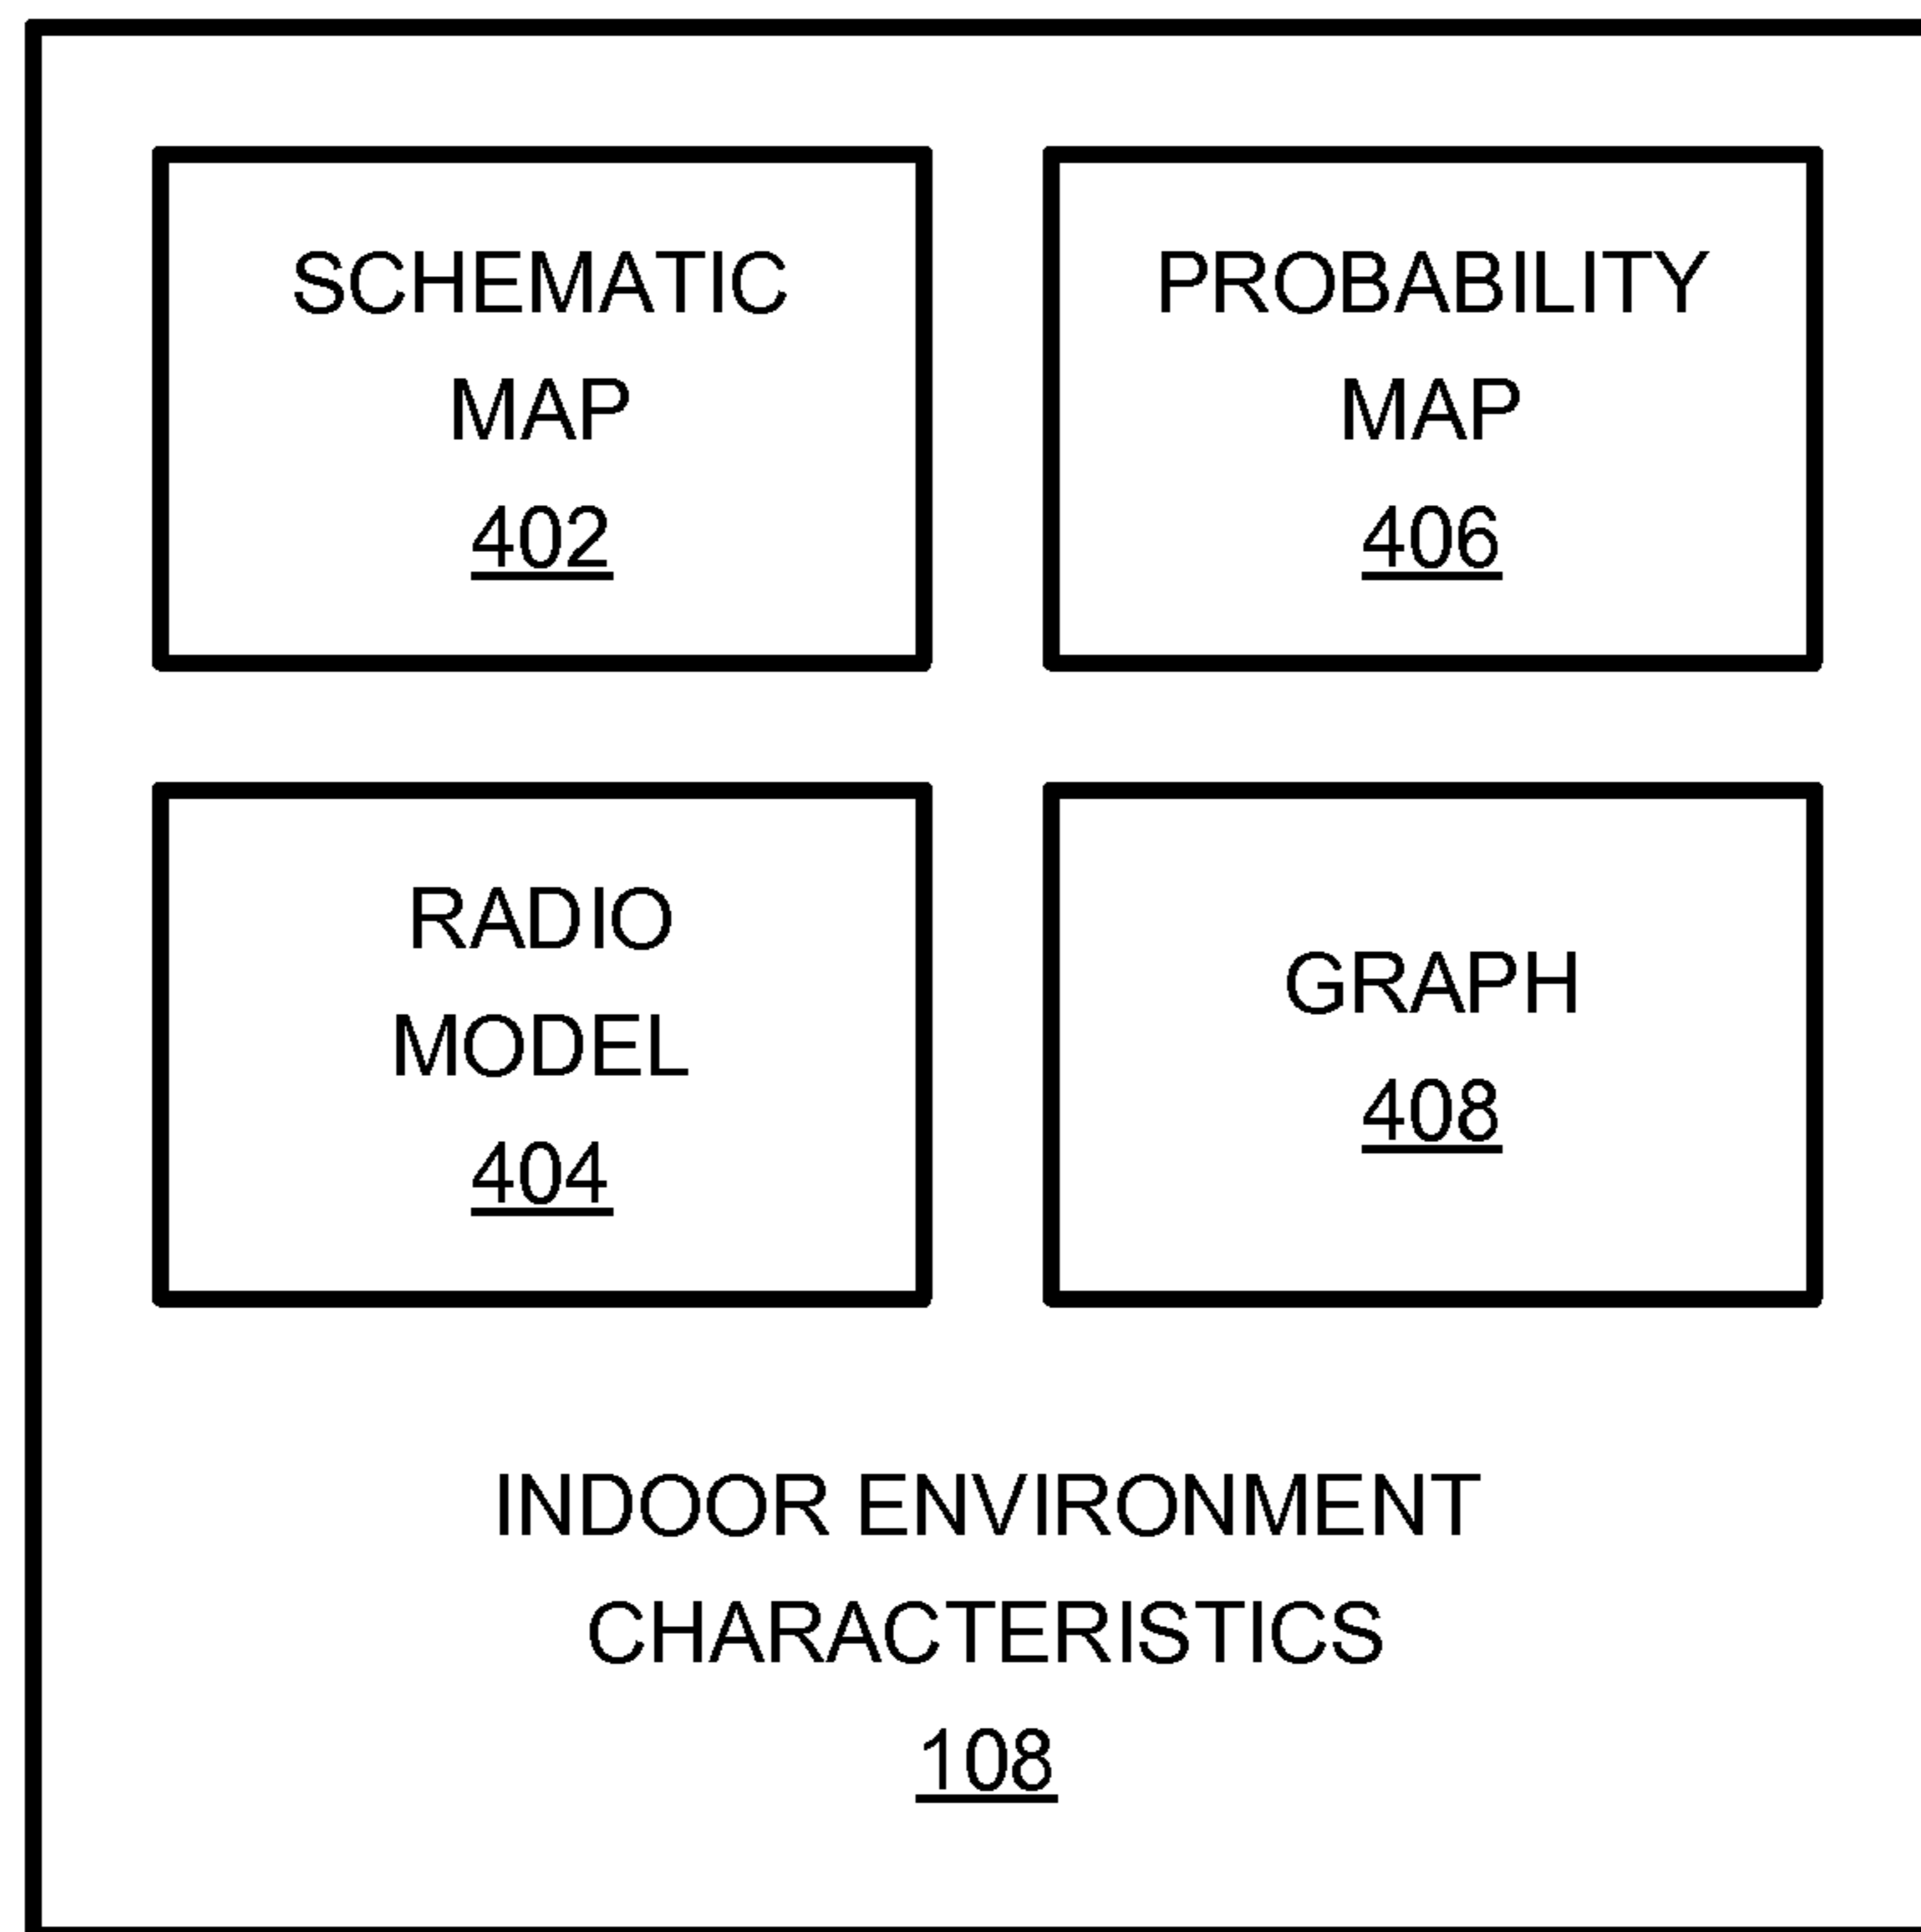 SCHEMATIC
MAP
402
PROBABILITY
MAP
406
RADIO
MODEL
404
GRAPH
408
INDOOR ENVIRONMENT
CHARACTERISTICS
108